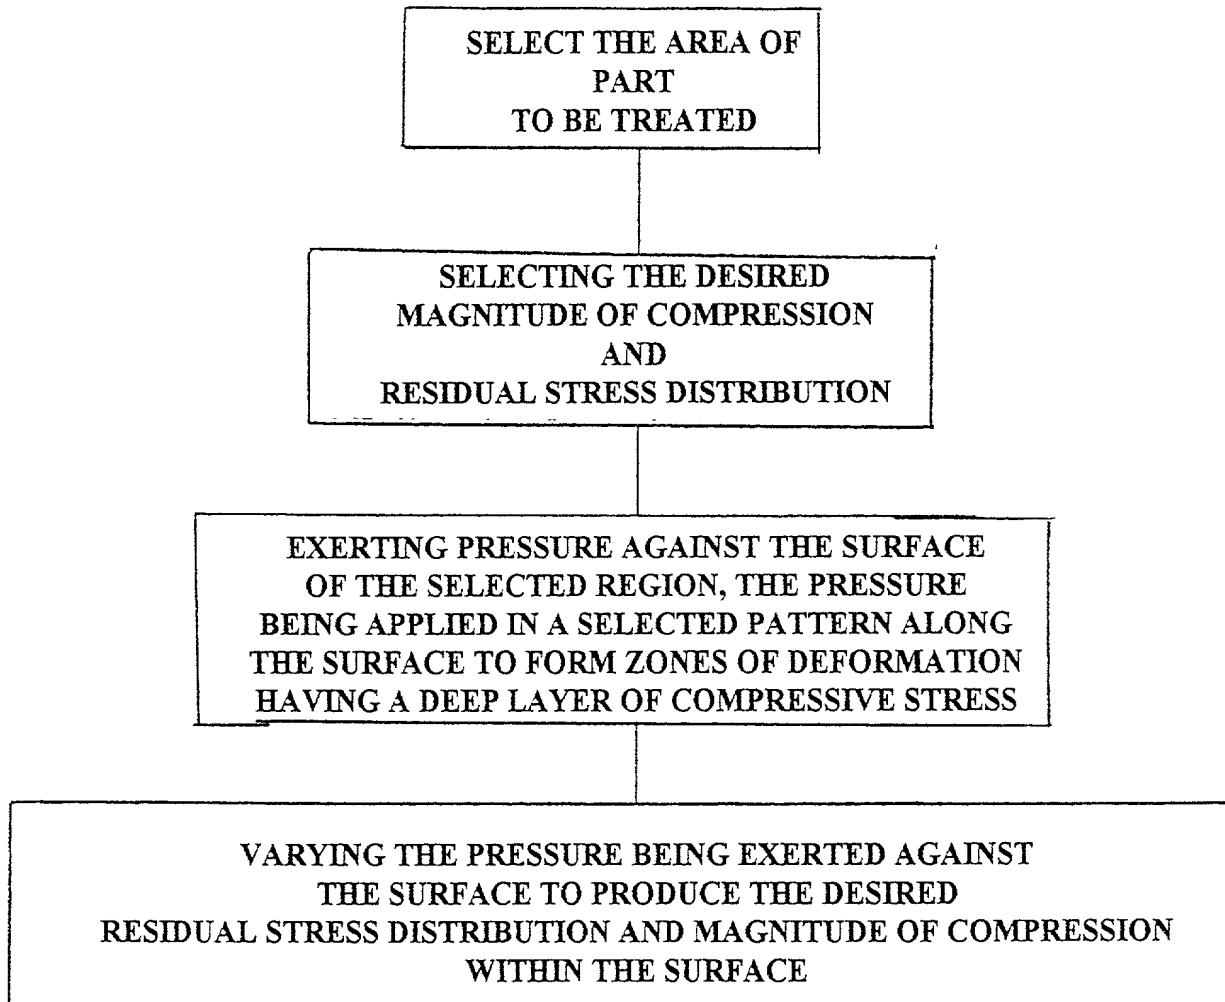 SELECT THE AREA OF
PART
TO BE TREATED
SELECTING THE DESIRED
MAGNITUDE OF COMPRESSION
AND
RESIDUAL STRESS DISTRIBUTION
EXERTING PRESSURE AGAINST THE SURFACE
OF THE SELECTED REGION, THE PRESSURE
BEING APPLIED IN A SELECTED PATTERN ALONG
THE SURFACE TO FORM ZONES OF DEFORMATION
HAVING A DEEP LAYER OF COMPRESSIVE STRESS
VARYING THE PRESSURE BEING EXERTED AGAINST
THE SURFACE TO PRODUCE THE DESIRED
RESIDUAL STRESS DISTRIBUTION AND MAGNITUDE OF COMPRESSION
WITHIN THE SURFACE